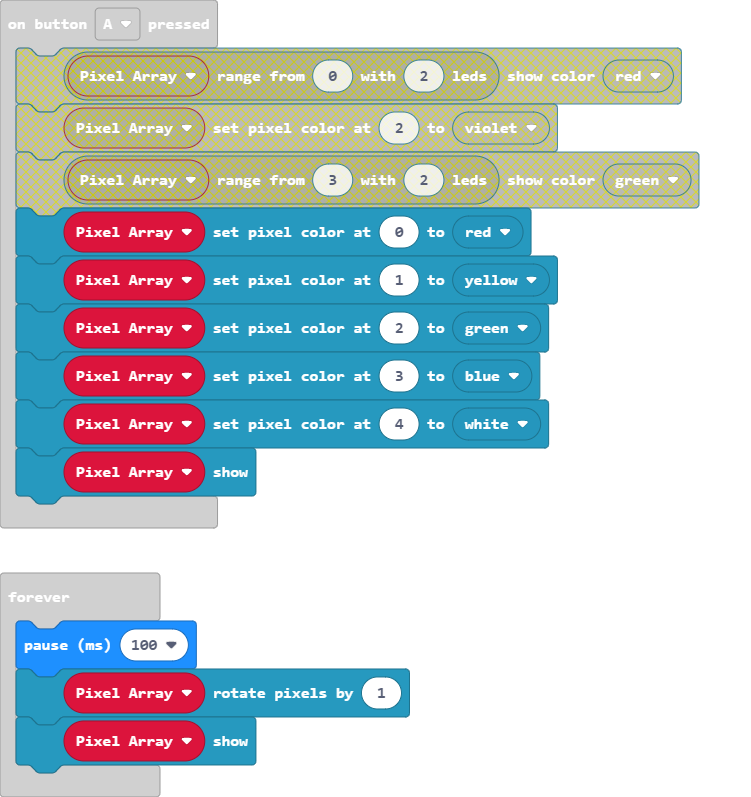 on button A pressed
Pixel Array range from 0 with 2 leds show color red
Pixel Array set pixel color at 2 to violet
Pixel Array range from 3 with 2 leds show color green
Pixel Array set pixel color at 0 to red
Pixel Array set pixel color at 1 to yellow
Pixel Array set pixel color at 2 to green
Pixel Array set pixel color at 3 to blue
Pixel Array set pixel color at 4 to white
Pixel Array show
forever
pause (ms) 100
Pixel Array rotate pixels by 1
Pixel Array show